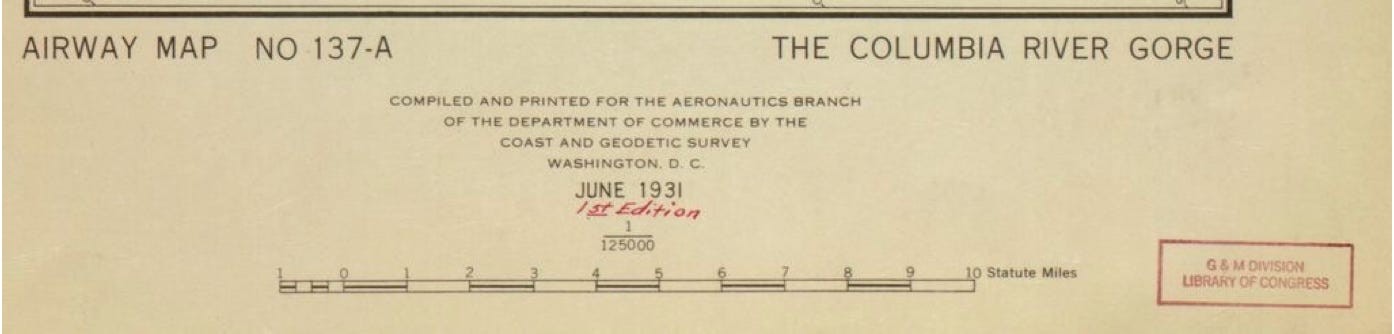 AIRWAY MAP NO 137-A THE COLUMBIA RIVER GORGE
COMPILED AND PRINTED FOR THE AERONAUTICS BRANCH
OF THE DEPARTMENT OF COMMERCE BY THE
COAST AND GEODETIC SURVEY
WASHINGTON. D. C.
JUNE 1931
1st Edition
1
125000
1 0 1 2 3 4 5 6 7 8 9 10 Statute Miles
G & M DIVISION
LIBRARY OF CONGRESS